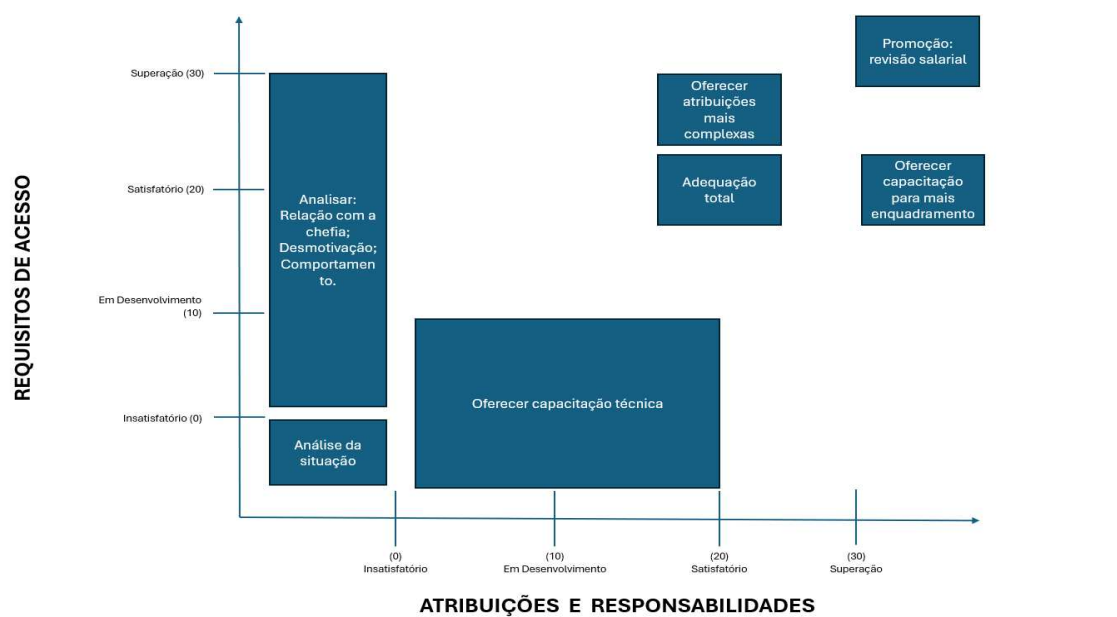 REQUISITOS DE ACESSO
Superação (30)
Satisfatório (20)
Em Desenvolvimento
(10)
Insatisfatório (0)
Analisar:
Relação com a
chefia;
Desmotivação;
Comportamen
to.
Análise da
situação
Oferecer capacitação técnica
Oferecer
atribuições
mais
complexas
Adequação
total
Promoção:
revisão salarial
Oferecer
capacitação
para mais
enquadramento
(0)
Insatisfatório
(10)
Em Desenvolvimento
(20)
Satisfatório
(30)
Superação
ATRIBUIÇÕES E RESPONSABILIDADES